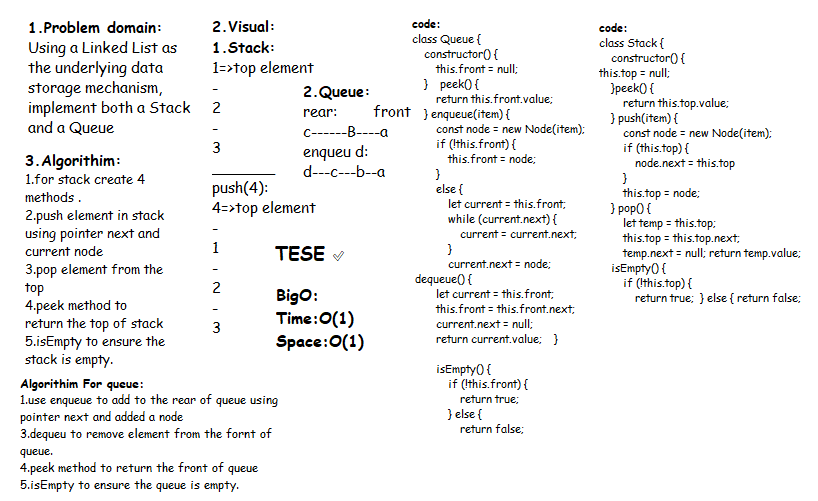 1.Problem domain:
Using a Linked List as
the underlying data
storage mechanism,
implement both a Stack
and a Queue
3.Algorithim:
1.for stack create 4
methods .
2.push element in stack
using pointer next and
current node
3.pop element from the
top
4.peek method to
return the top of stack
5.isEmpty to ensure the
stack is empty.
Algorithim For queue:
1.use enqueue to add to the rear of queue using
pointer next and added a node
3.dequeu to remove element from the fornt of
queue.
4.peek method to return the front of queue
5.isEmpty to ensure the queue is empty.
2.Visual:
1.Stack:
1=>top element
-
2
-
3
________
push(4):
4=>top element
-
1
-
2
-
3
2.Queue:
rear: front
c------B----a
enqueu d:
d---c---b--a
TESE ✓
BigO:
Time:O(1)
Space:O(1)
code:
class Queue {
constructor() {
this.front = null;
} peek() {
return this.front.value;
} enqueue(item) {
const node = new Node(item);
if (!this.front) {
this.front = node;
}
else {
let current = this.front;
while (current.next) {
current = current.next;
}
current.next = node;
dequeue() {
let current = this.front;
this.front = this.front.next;
current.next = null;
return current.value; }
isEmpty() {
if (!this.front) {
return true;
} else {
return false;
code:
class Stack {
constructor() {
this.top = null;
}peek() {
return this.top.value;
} push(item) {
const node = new Node(item);
if (this.top) {
node.next = this.top
}
this.top = node;
} pop() {
let temp = this.top;
this.top = this.top.next;
temp.next = null; return temp.value;
isEmpty() {
if (!this.top) {
return true; } else { return false;